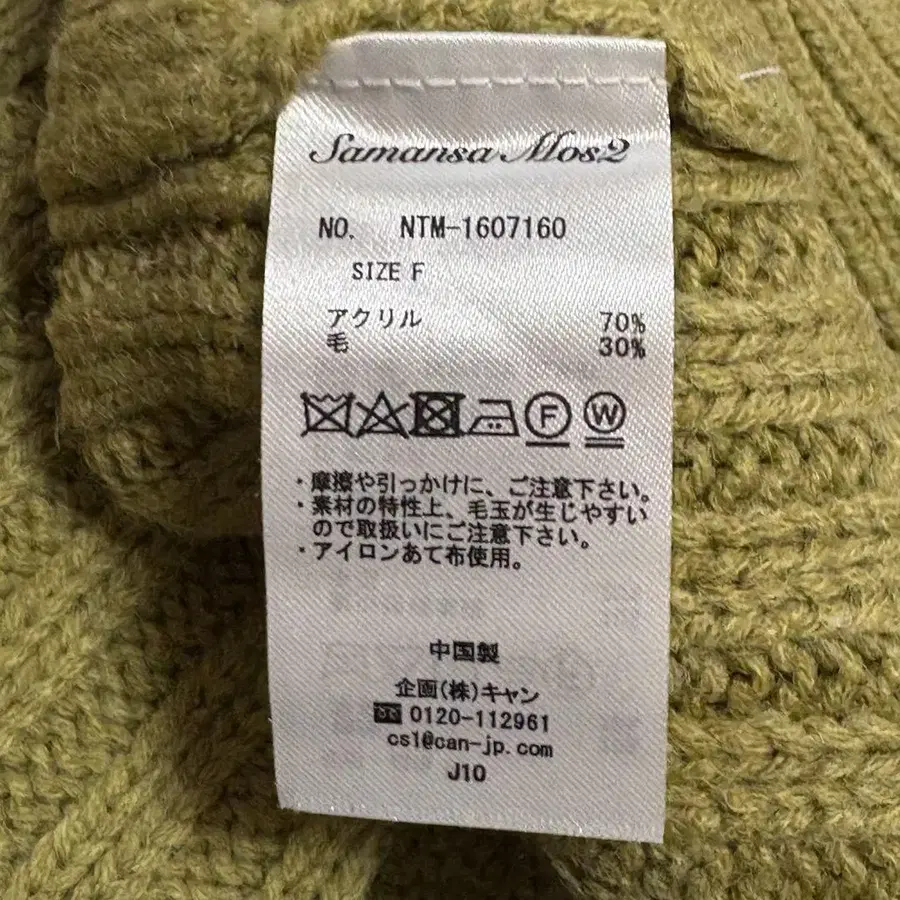 Samansa Mos2
NO. NTM-1607160
SIZE F
アクリル 70%
毛 30%
F W
・摩擦や引っかけに、ご注意下さい。
・素材の特性上、毛玉が生じやすい
ので取扱いにご注意下さい。
・アイロンあて布使用。
中国製
企画(株)キャン
0120-112961
cs1@can-jp.com
J10